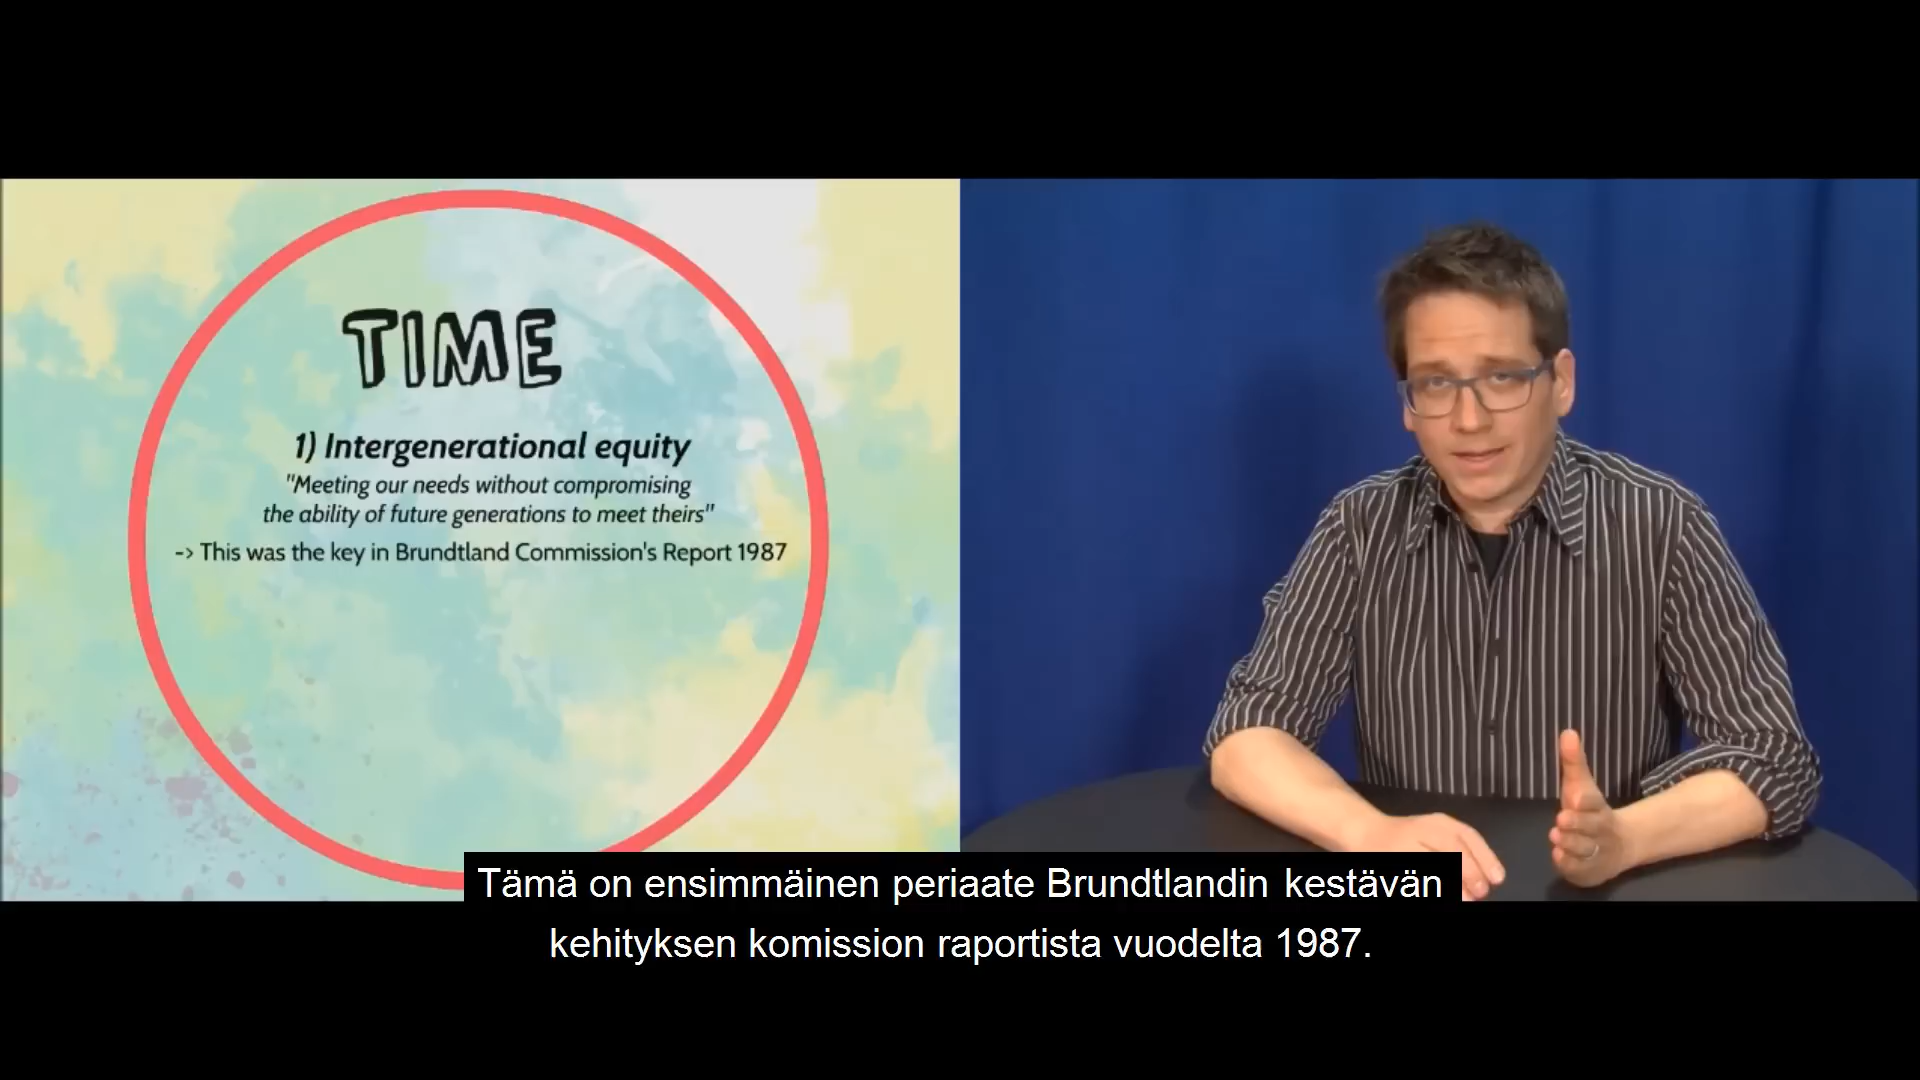 TIME
1) Intergenerational equity
"Meeting our needs without compromising
the ability of future generations to meet theirs"
-> This was the key in Brundtland Commission's Report 1987
Tämä on ensimmäinen periaate Brundtlandin kestävän
kehityksen komission raportista vuodelta 1987.